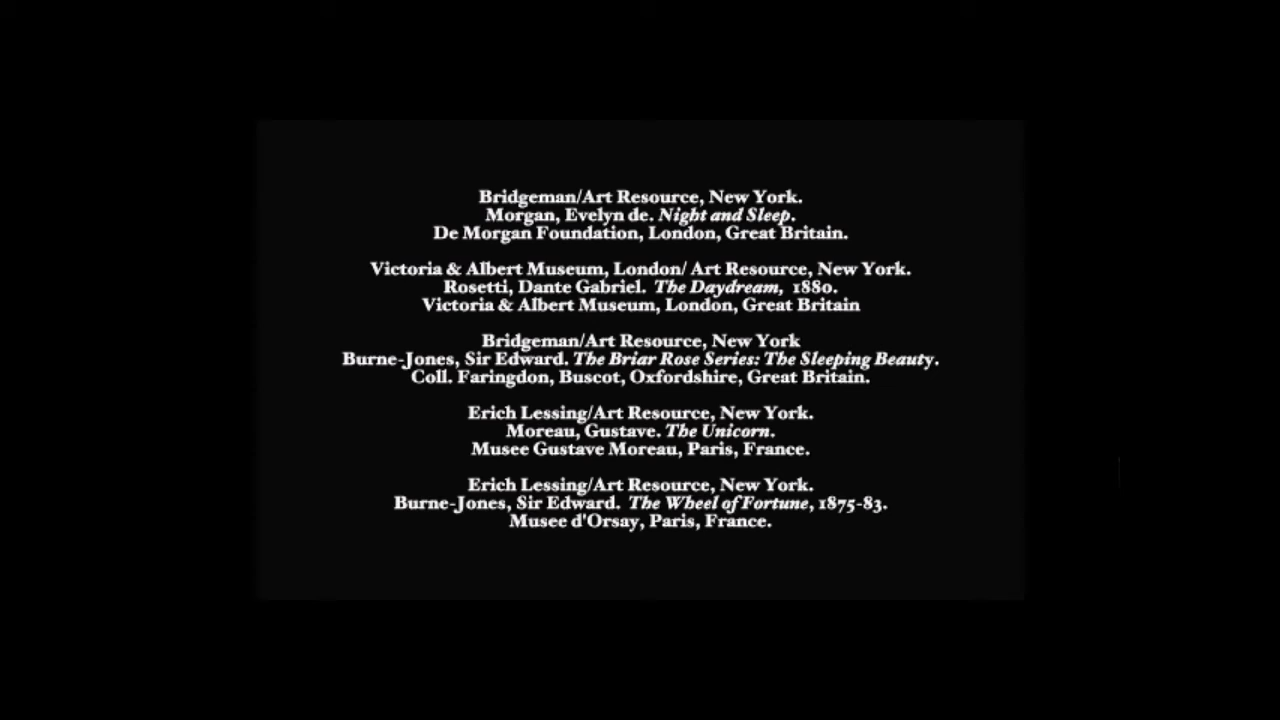 Bridgeman/Art Resource, New York.
Morgan, Evelyn de. Night and Sleep.
De Morgan Foundation, London, Great Britain.
Victoria & Albert Museum, London/ Art Resource, New York.
Rosetti, Dante Gabriel. The Daydream, 1880.
Victoria & Albert Museum, London, Great Britain
Bridgeman/Art Resource, New York
Burne-Jones, Sir Edward. The Briar Rose Series: The Sleeping Beauty.
Coll. Faringdon, Buscot, Oxfordshire, Great Britain.
Erich Lessing/Art Resource, New York.
Moreau, Gustave. The Unicorn.
Musee Gustave Moreau, Paris, France.
Erich Lessing/Art Resource, New York.
Burne-Jones, Sir Edward. The Wheel of Fortune, 1875-83.
Musee d'Orsay, Paris, France.